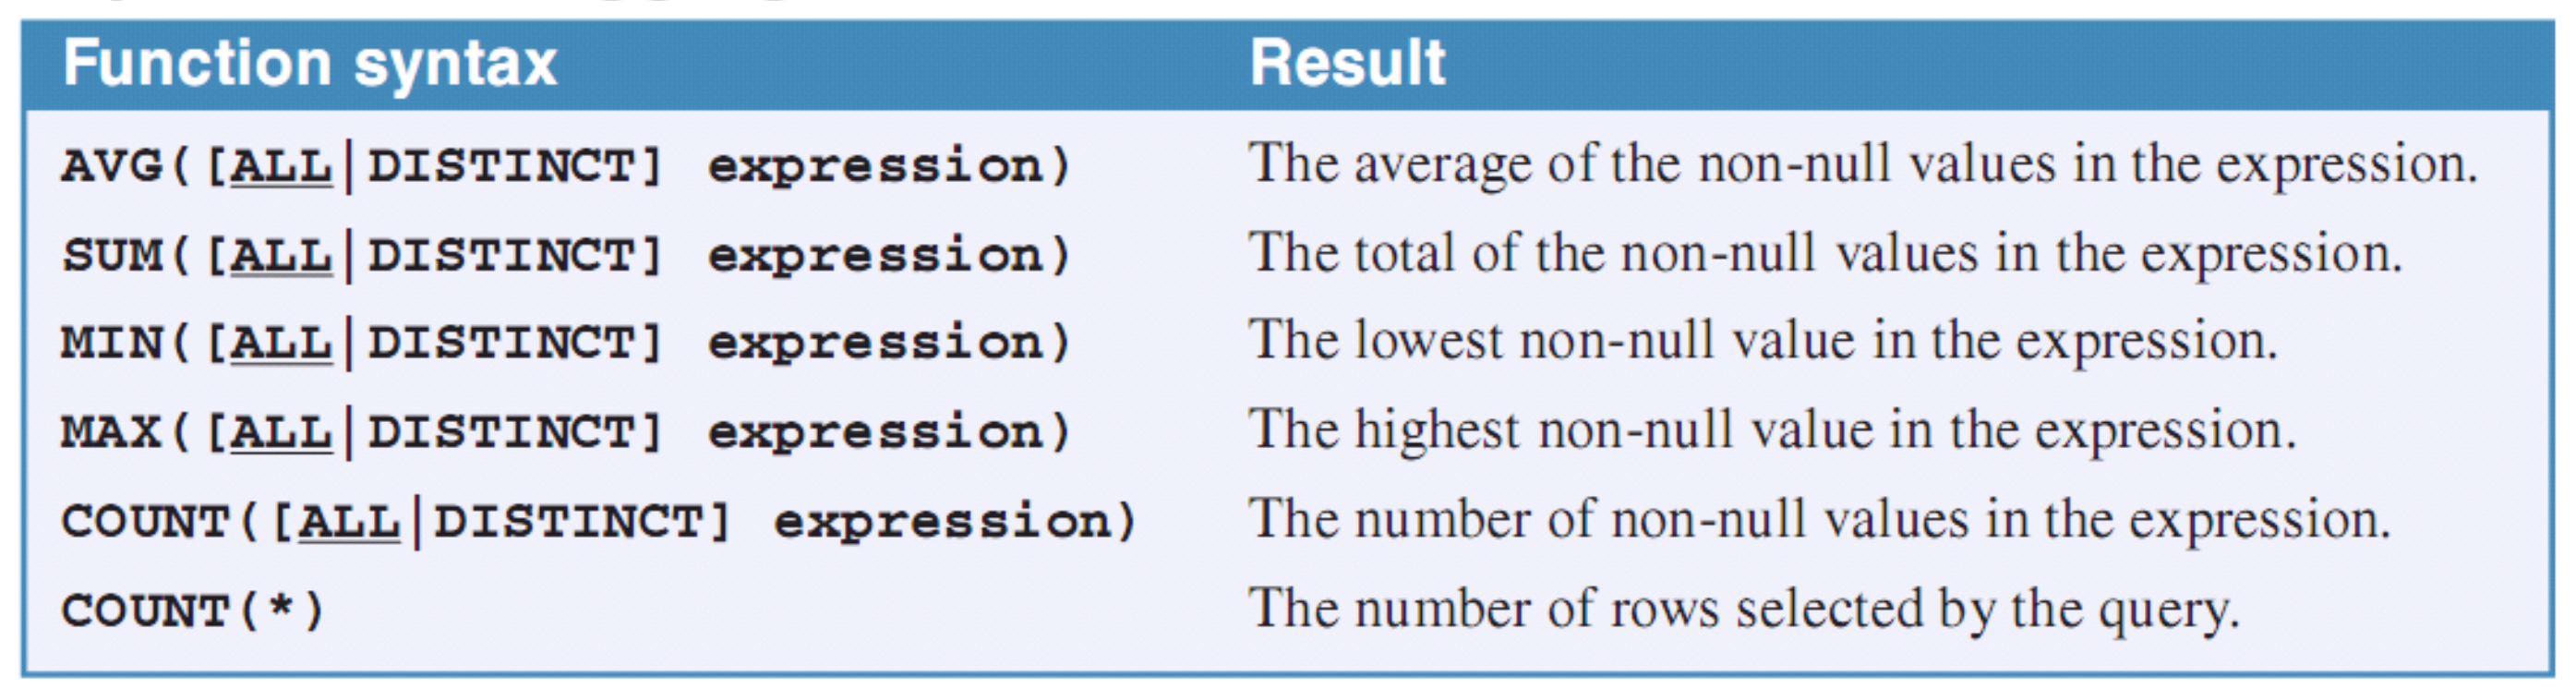 Function syntax Result
AVG([ALL|DISTINCT] expression) The average of the non-null values in the expression.
SUM([ALL|DISTINCT] expression) The total of the non-null values in the expression.
MIN([ALL|DISTINCT] expression) The lowest non-null value in the expression.
MAX([ALL|DISTINCT] expression) The highest non-null value in the expression.
COUNT([ALL|DISTINCT] expression) The number of non-null values in the expression.
COUNT(*) The number of rows selected by the query.